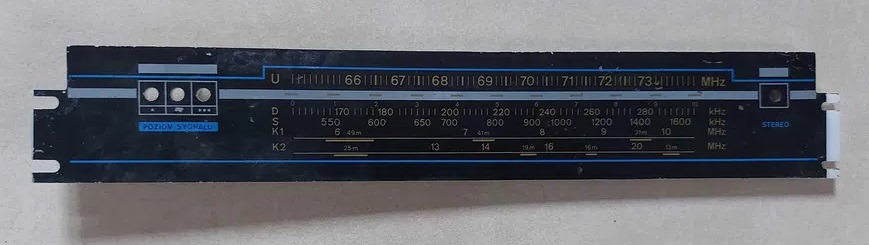 U 66 67 68 69 70 71 72 73 MHz
0 1 2 3 4 5 6 7 8 9 10
D 170 180 200 220 240 260 280 kHz
S 550 600 650 700 800 900 1000 1200 1400 1600 kHz
K1 6 49m 7 41m 8 9 31m 10 MHz
K2 25m 13 14 19m 16 16m 20 13m MHz
POZIOM SYGNAŁU
STEREO